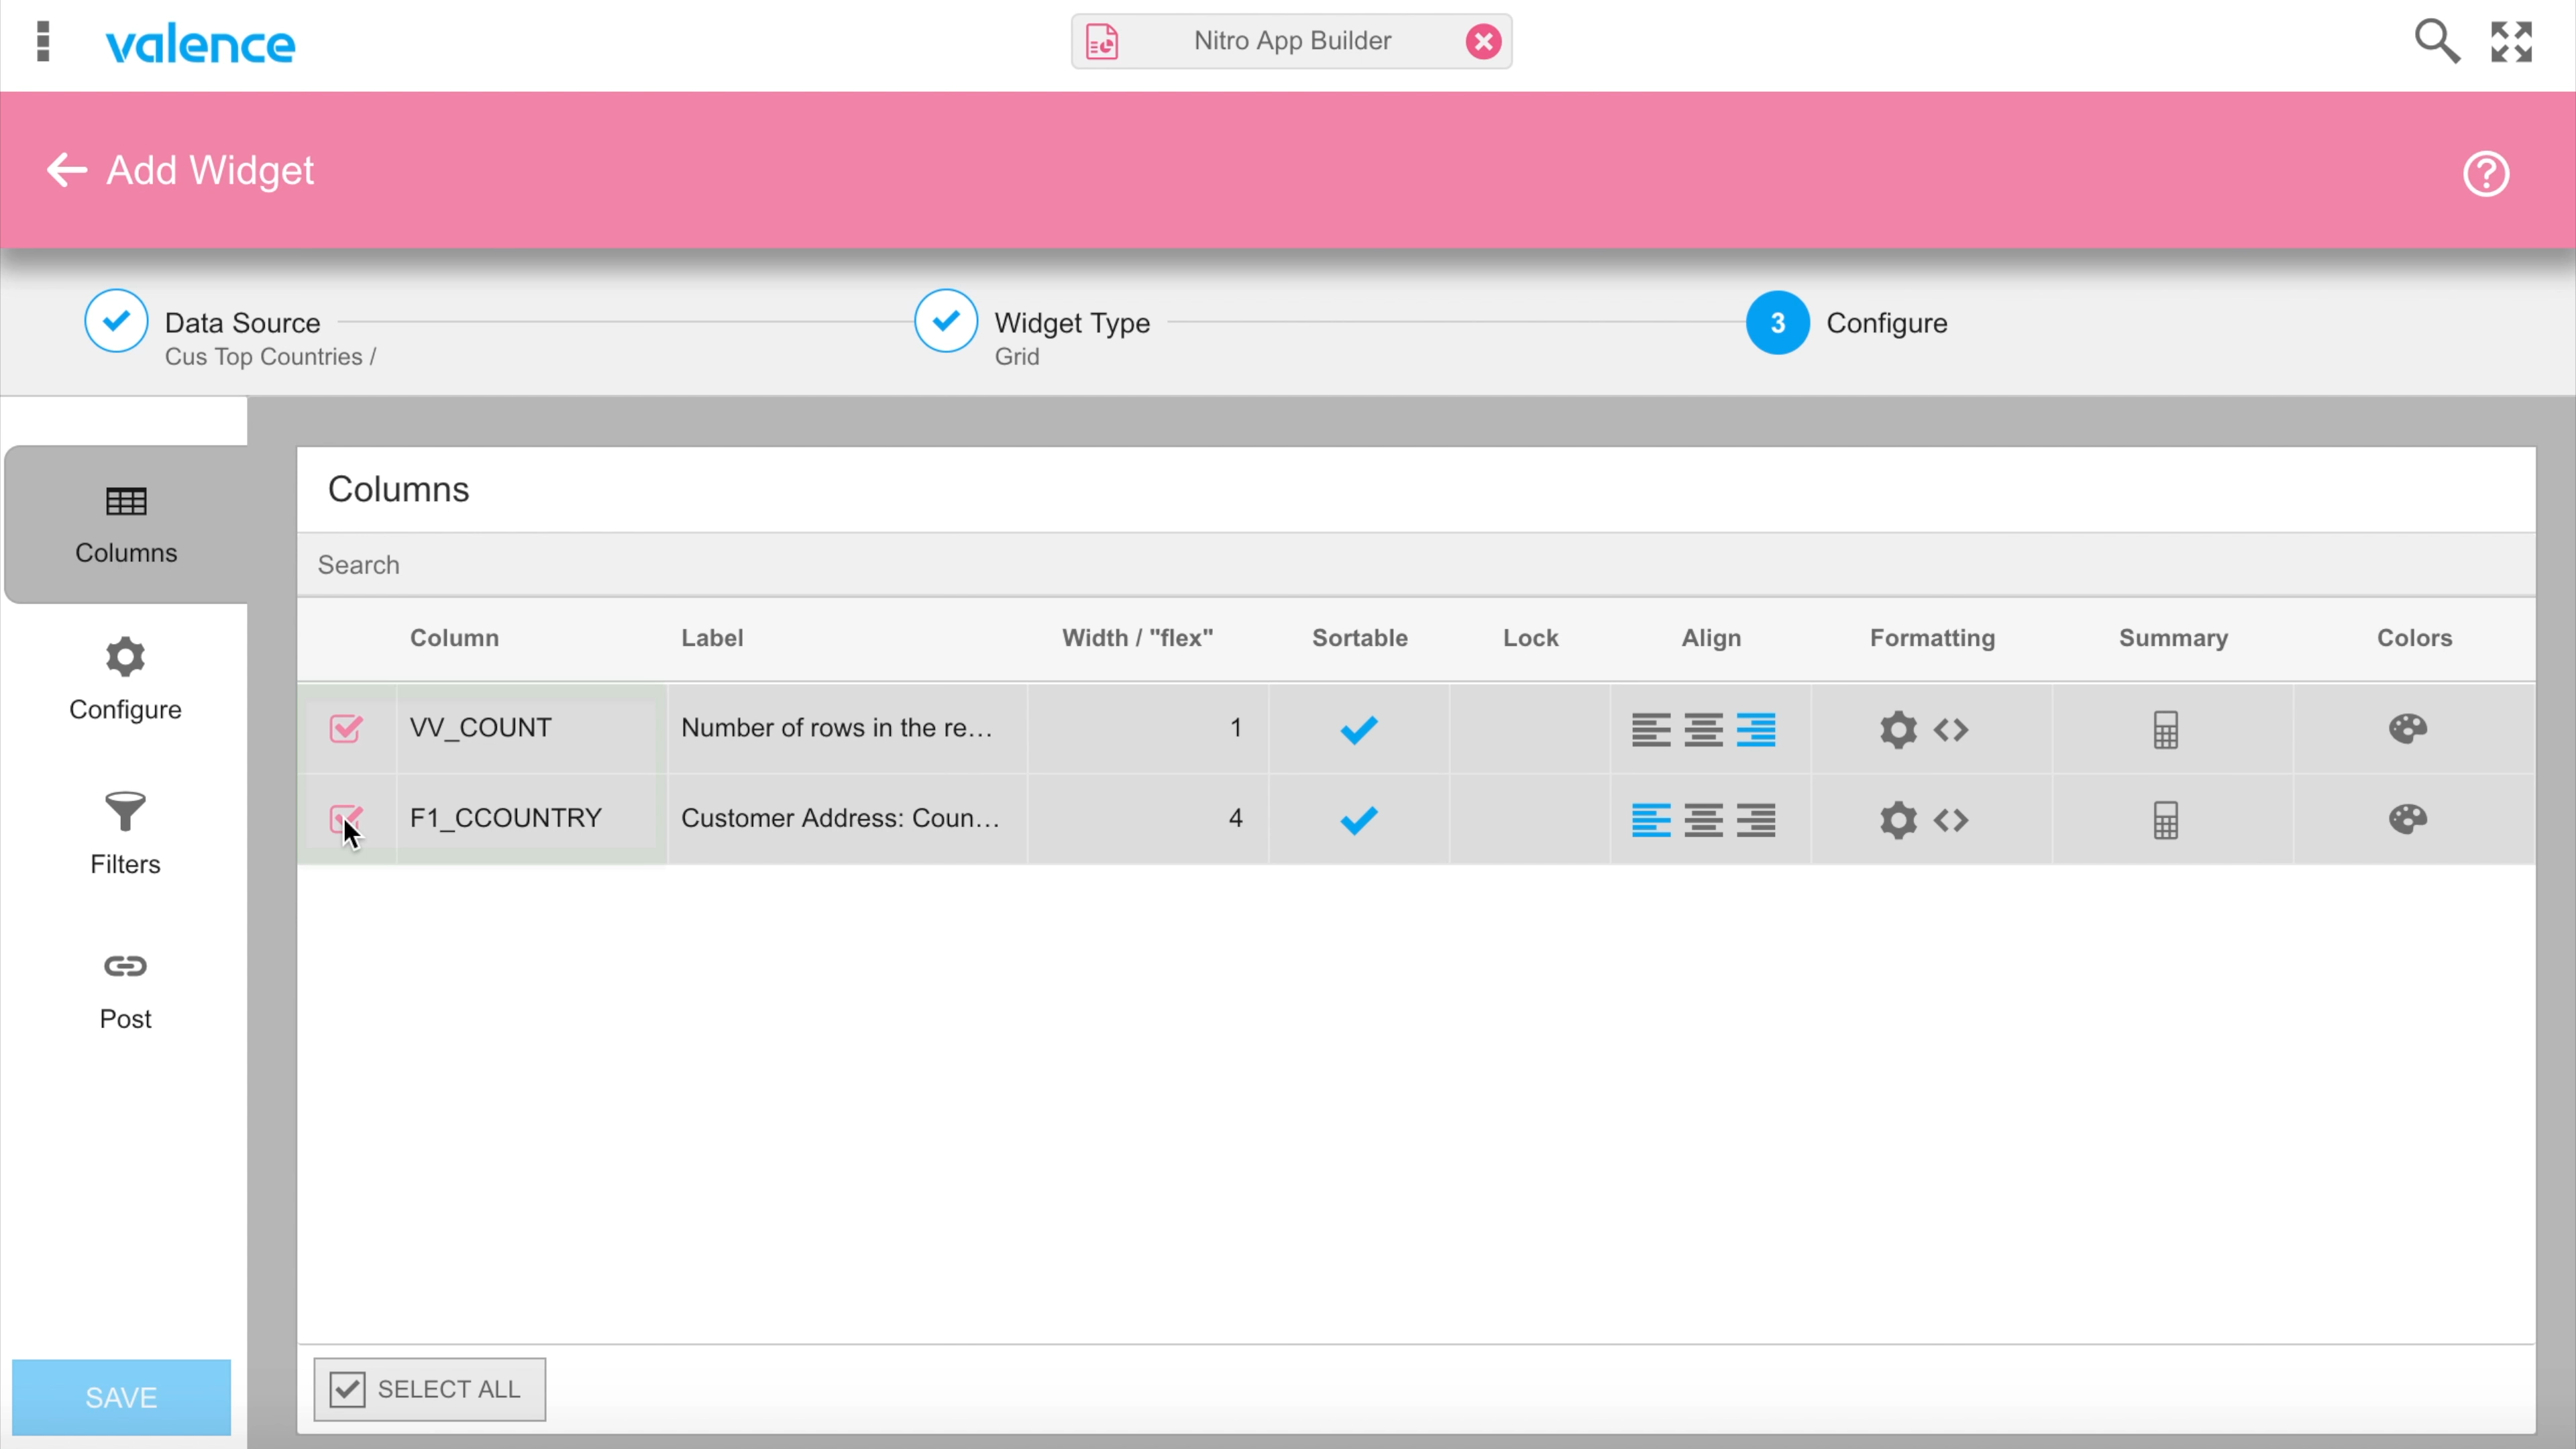 valence
Nitro App Builder
Add Widget
Data Source
Cus Top Countries /
Widget Type
Grid
3 Configure
Columns
Configure
Filters
Post
SAVE
Columns
Search
Column Label Width / "flex" Sortable Lock Align Formatting Summary Colors
VV_COUNT Number of rows in the re... 1
F1_CCOUNTRY Customer Address: Coun... 4
SELECT ALL